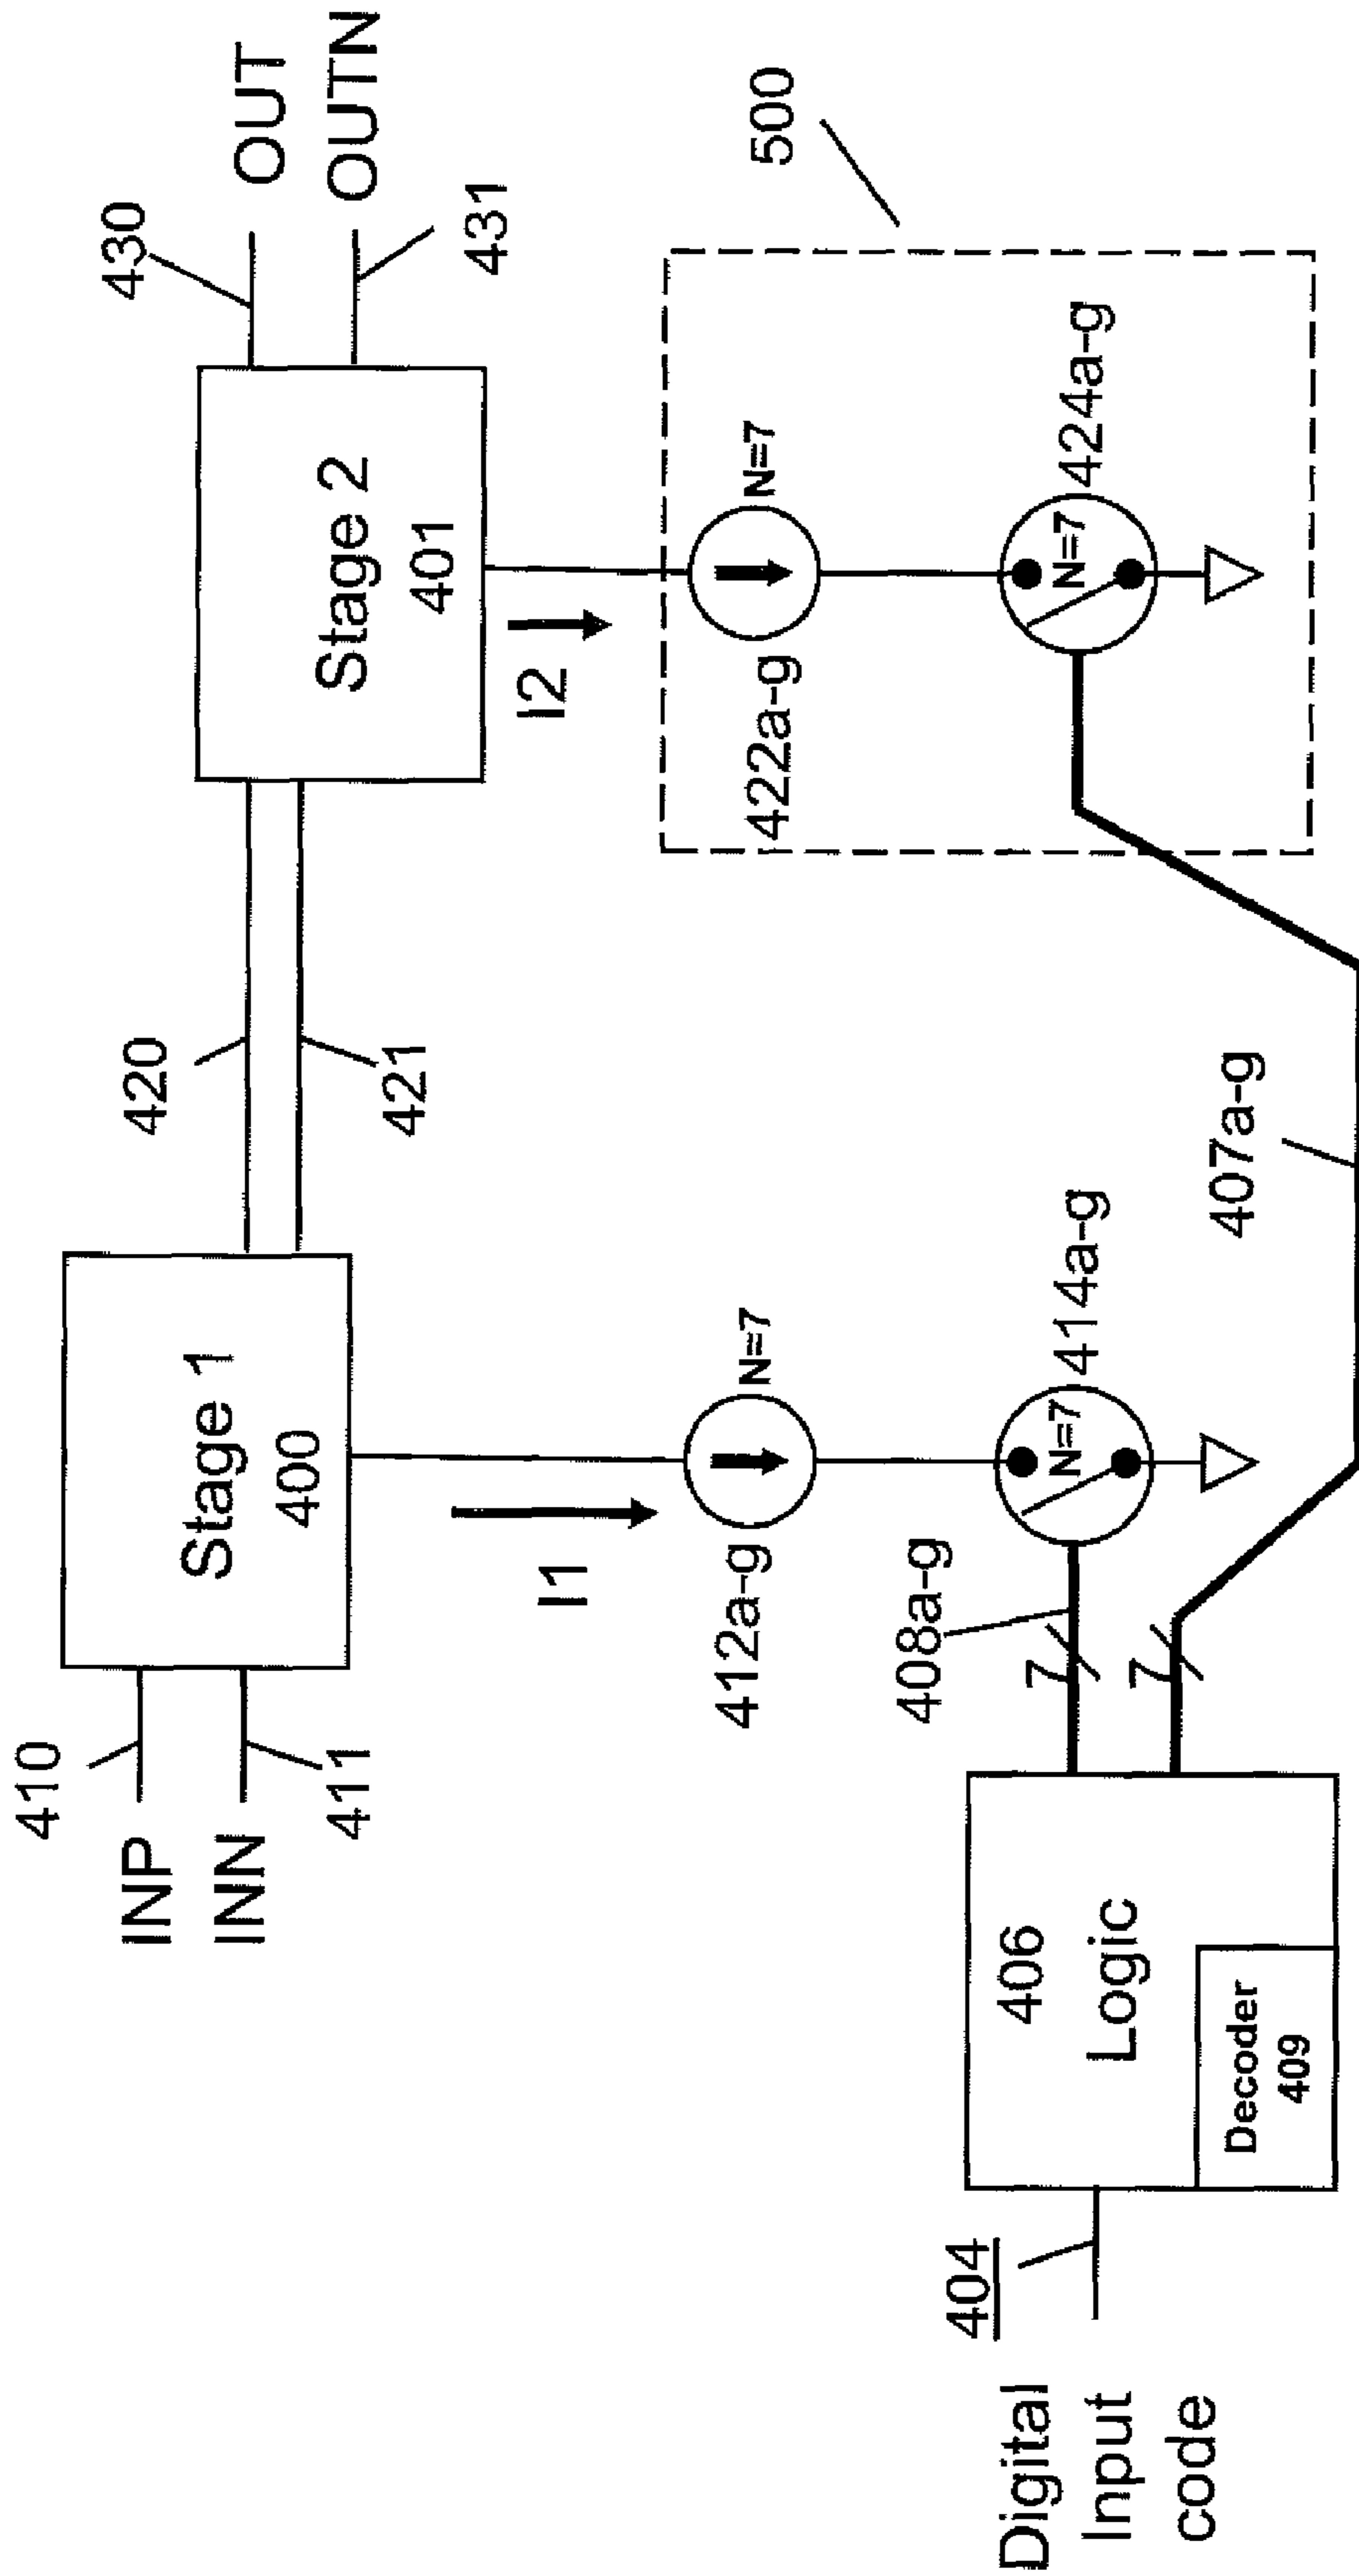 430
OUT
OUTN
431
Stage 2
401
420
421
I2
500
N=7
422a-g
N=7
424a-g
410
INP
INN
411
Stage 1
400
I1
N=7
412a-g
N=7
414a-g
408a-g
7
7
407a-g
406
Logic
Decoder
409
404
Digital
Input
code